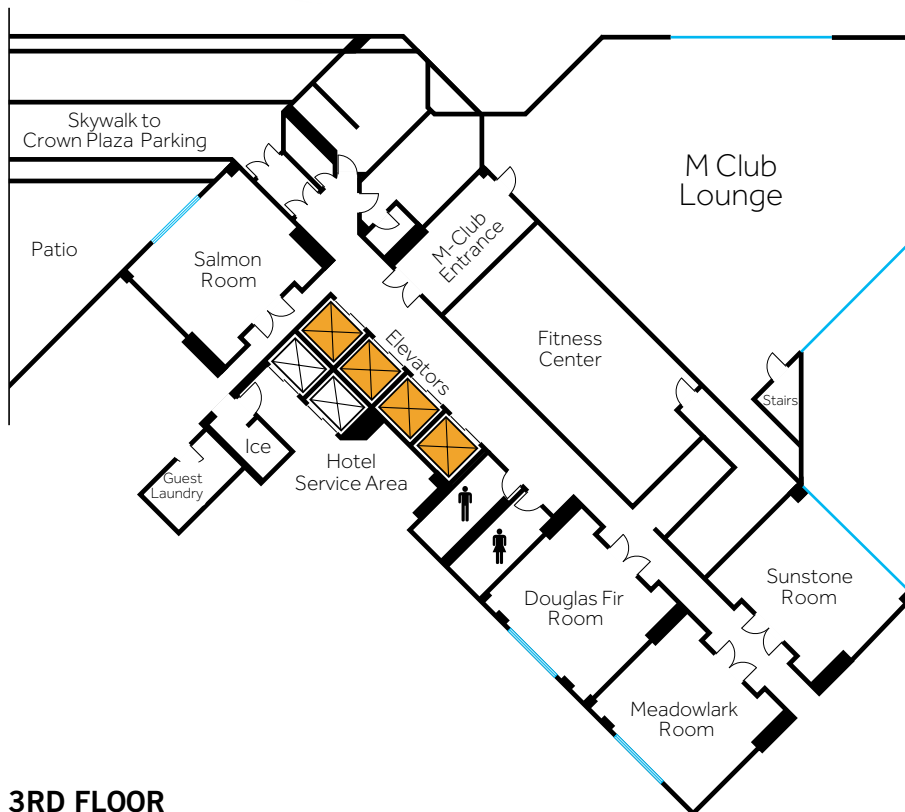 Skywalk to
Crown Plaza Parking
M Club
Lounge
M-Club
Entrance
Patio
Salmon
Room
Elevators
Fitness
Center
Stairs
Ice
Hotel
Service Area
Guest
Laundry
Sunstone
Room
Douglas Fir
Room
Meadowlark
Room
3RD FLOOR